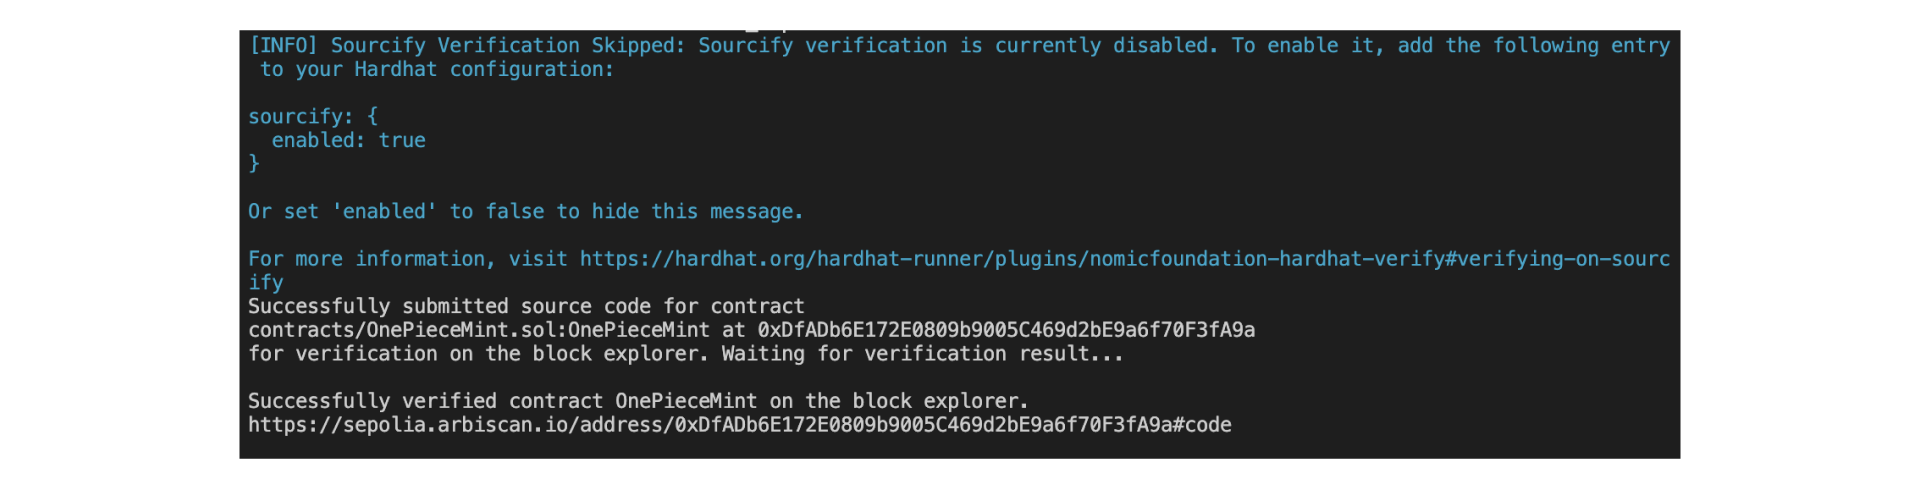 [INFO] Sourcify Verification Skipped: Sourcify verification is currently disabled. To enable it, add the following entry
to your Hardhat configuration:
sourcify: {
enabled: true
}
Or set 'enabled' to false to hide this message.
For more information, visit https://hardhat.org/hardhat-runner/plugins/nomicfoundation-hardhat-verify#verifying-on-sourc
ify
Successfully submitted source code for contract
contracts/OnePieceMint.sol:OnePieceMint at 0xDfADb6E172E0809b9005C469d2bE9a6f70F3fA9a
for verification on the block explorer. Waiting for verification result...
Successfully verified contract OnePieceMint on the block explorer.
https://sepolia.arbiscan.io/address/0xDfADb6E172E0809b9005C469d2bE9a6f70F3fA9a#code